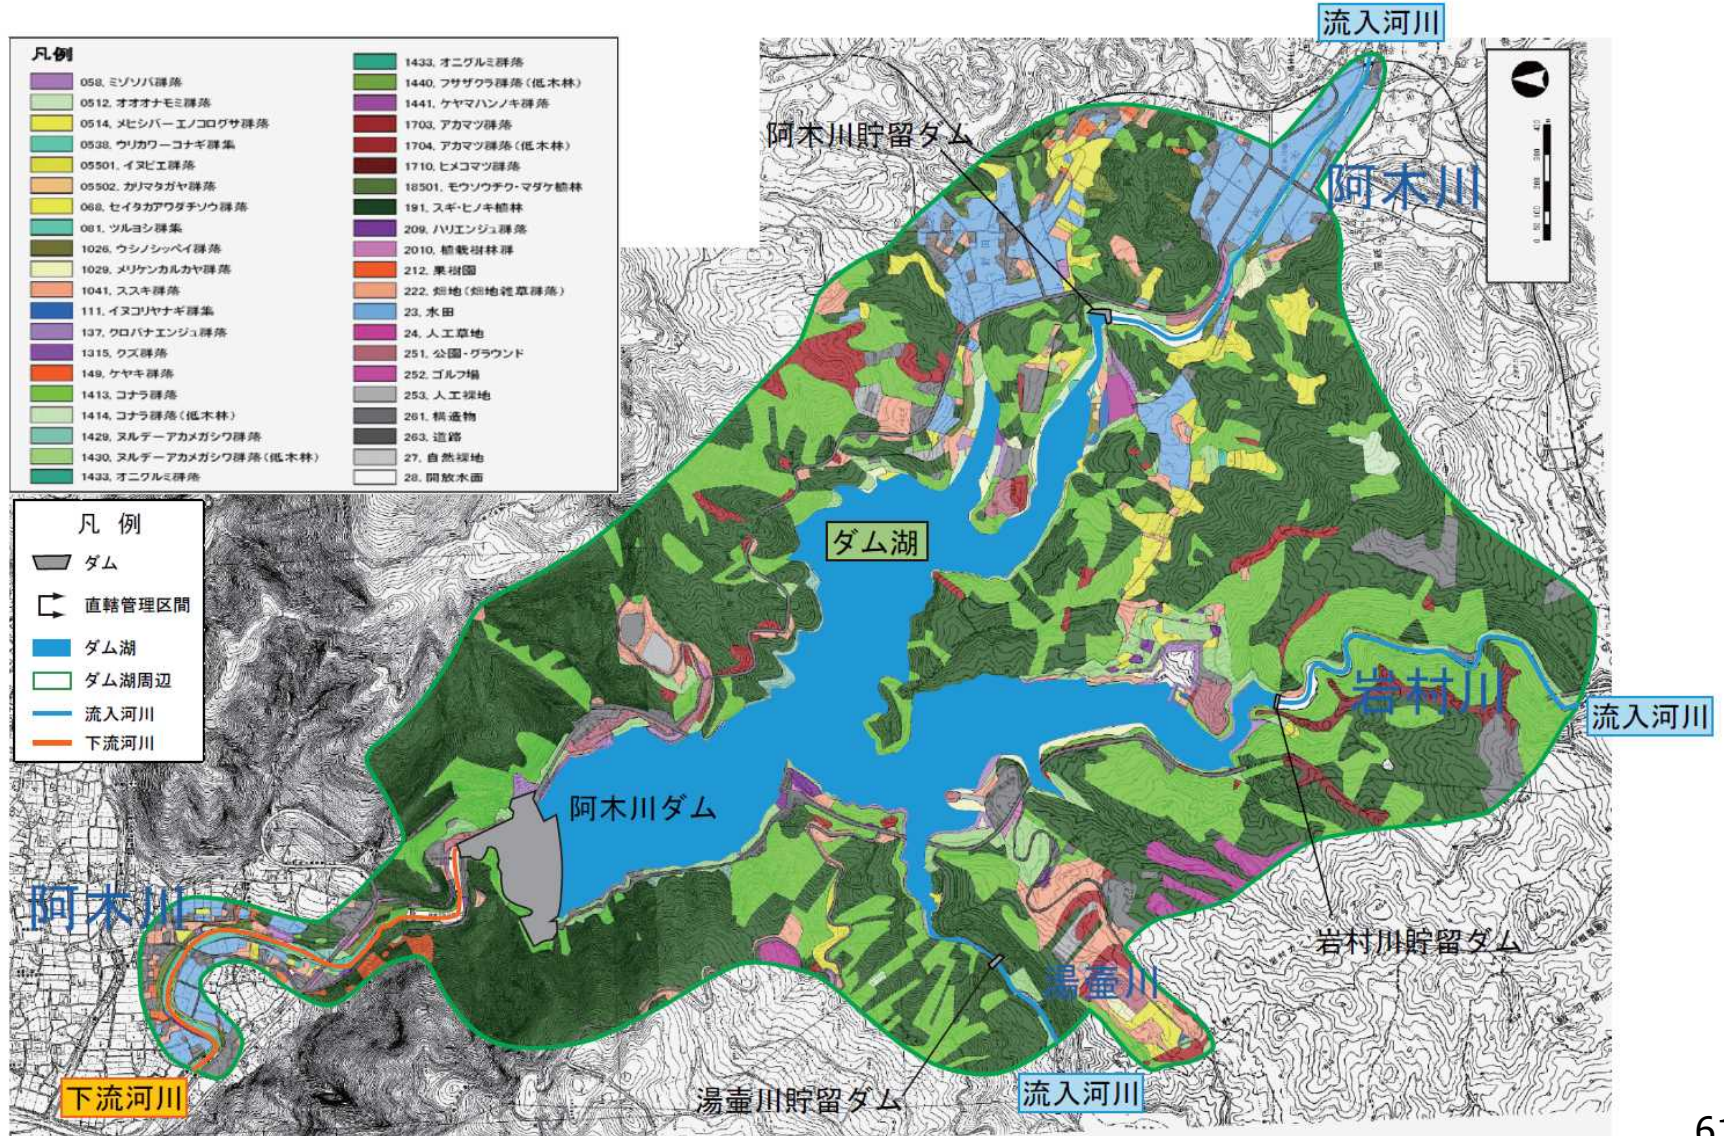 流入河川
凡例
058, ミゾソバ群落
0512, オオオナモミ群落
0514, メヒシバーエノコログサ群落
0538, ウリカワーコナギ群集
05501, イヌビエ群落
05502, カリマタガヤ群落
068, セイタカアワダチソウ群落
081, ツルヨシ群集
1026, ウシノシッペイ群落
1029, メリケンカルカヤ群落
1041, ススキ群落
111, イヌコリヤナギ群集
137, クロバナエンジュ群落
1315, クズ群落
149, ケヤキ群落
1413, コナラ群落
1414, コナラ群落(低木林)
1429, ヌルデーアカメガシワ群落
1430, ヌルデーアカメガシワ群落(低木林)
1433, オニグルミ群落
1433, オニグルミ群落
1440, フサザクラ群落(低木林)
1441, ケヤマハンノキ群落
1703, アカマツ群落
1704, アカマツ群落(低木林)
1710, ヒメコマツ群落
18501, モウソウチク・マダケ植林
191, スギ・ヒノキ植林
209, ハリエンジュ群落
2010, 植栽樹林群
212, 果樹園
222, 畑地(畑地雑草群落)
23, 水田
24, 人工草地
251, 公園・グラウンド
252, ゴルフ場
253, 人工裸地
261, 構造物
263, 道路
27, 自然裸地
28, 開放水面
阿木川貯留ダム
阿木川
凡 例
ダム
直轄管理区間
ダム湖
ダム湖周辺
流入河川
下流河川
ダム湖
岩村川
流入河川
阿木川ダム
阿木川
岩村川貯留ダム
湯壷川
下流河川
湯壷川貯留ダム
流入河川